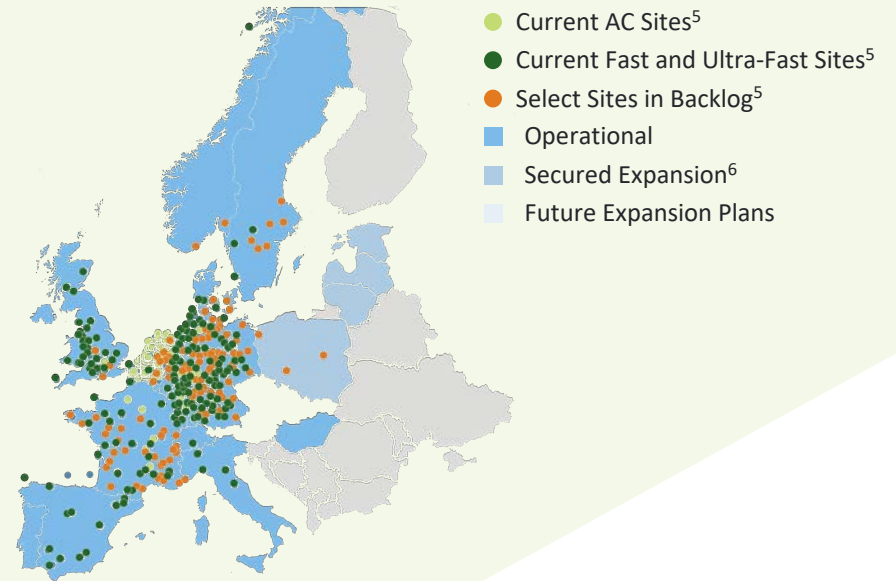 Current AC Sites⁵
Current Fast and Ultra-Fast Sites⁵
Select Sites in Backlog⁵
Operational
Secured Expansion⁶
Future Expansion Plans